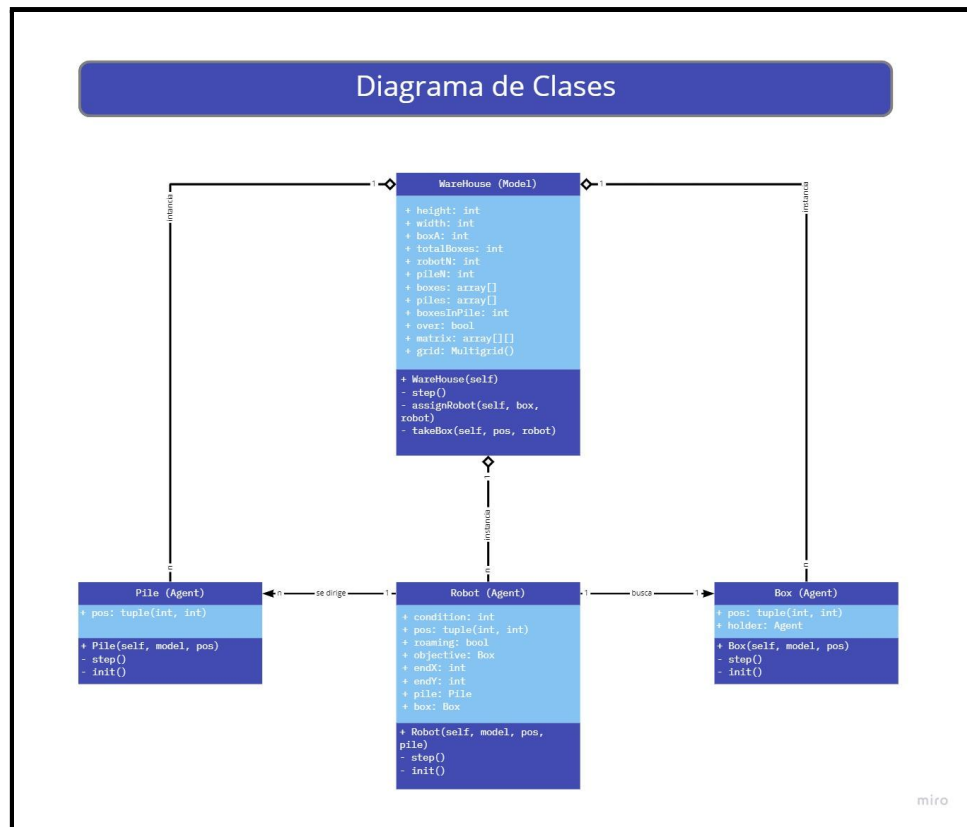 Diagrama de Clases
1
WareHouse (Model)
1
intancia
instancia
+ height: int
+ width: int
+ boxA: int
+ totalBoxes: int
+ robotN: int
+ pileN: int
+ boxes: array[]
+ piles: array[]
+ boxesInPile: int
+ over: bool
+ matrix: array[][]
+ grid: Multigrid()
+ WareHouse(self)
- step()
- assignRobot(self, box,
robot)
- takeBox(self, pos, robot)
1
instancia
n
n
n
Pile (Agent)
+ pos: tuple(int, int)
+ Pile(self, model, pos)
- step()
- init()
n
se dirige
1
Robot (Agent)
+ condition: int
+ pos: tuple(int, int)
+ roaming: bool
+ objective: Box
+ endX: int
+ endY: int
+ pile: Pile
+ box: Box
+ Robot(self, model, pos,
pile)
- step()
- init()
1
busca
1
Box (Agent)
+ pos: tuple(int, int)
+ holder: Agent
+ Box(self, model, pos)
- step()
- init()
miro